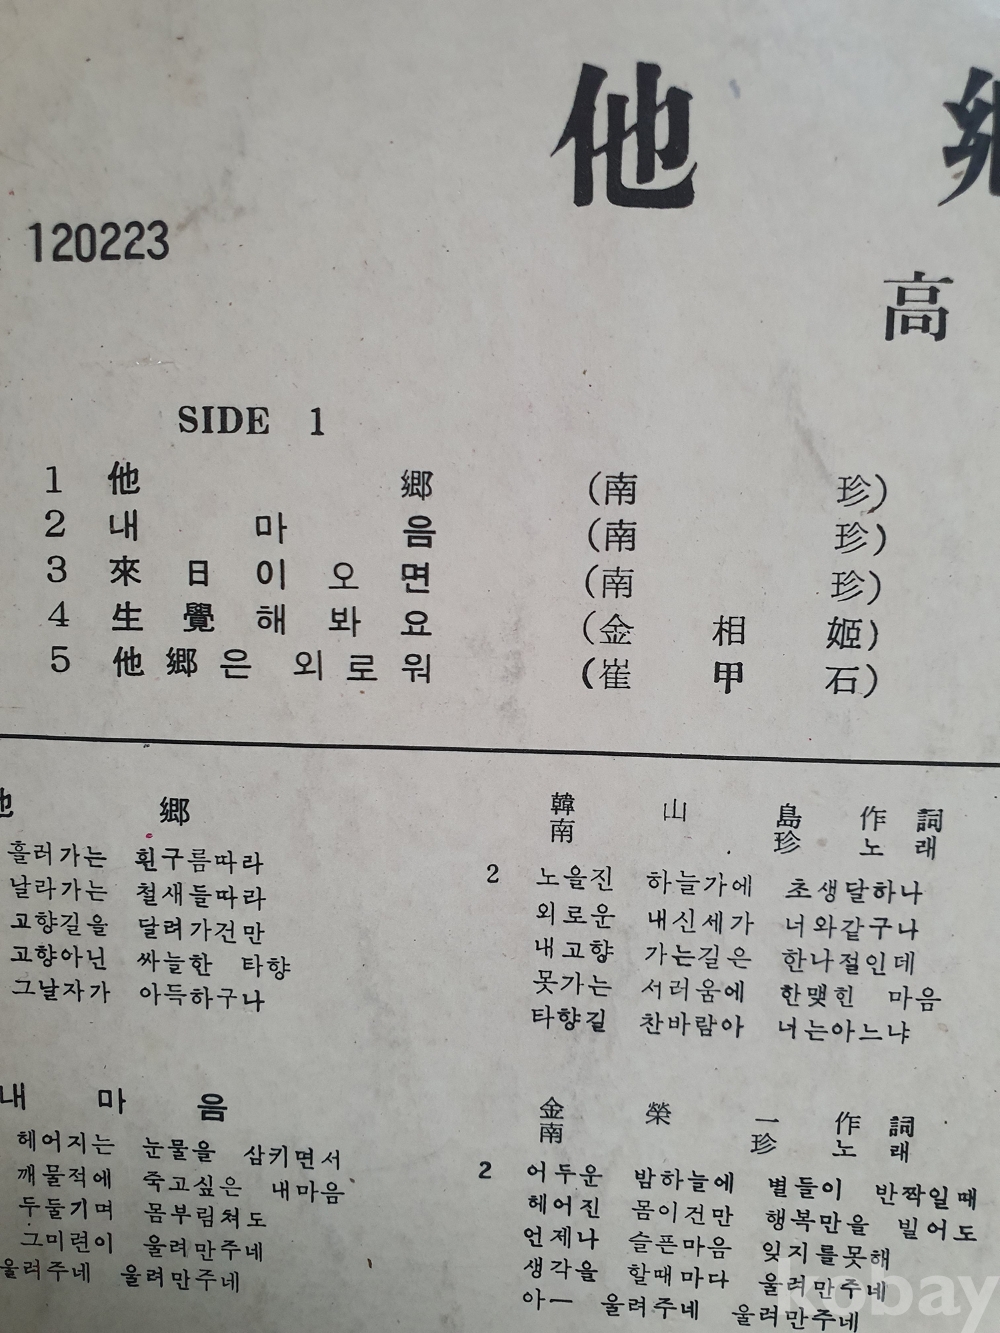 他 鄕
120223
高
SIDE 1
1 他 鄕 (南 珍)
2 내 마 음 (南 珍)
3 來 日 이 오 면 (南 珍)
4 生 覺 해 봐 요 (金 相 姬)
5 他 鄕 은 외 로 워 (崔 甲 石)
他 鄕
韓 山 島 作 詞
南 珍 노 래
흘러가는 흰구름따라
날라가는 철새들따라
고향길을 달려가건만
고향아닌 싸늘한 타향
그날자가 아득하구나
2 노을진 하늘가에 초생달하나
외로운 내신세가 너와같구나
내고향 가는길은 한나절인데
못가는 서러움에 한맺힌 마음
타향길 찬바람아 너는아느냐
내 마 음
金 榮 一 作 詞
南 珍 노 래
헤어지는 눈물을 삼키면서
깨물적에 죽고싶은 내마음
두둘기며 몸부림쳐도
그미련이 울려만주네
울려주네 울려만주네
2 어두운 밤하늘에 별들이 반짝일때
헤어진 몸이건만 행복만을 빌어도
언제나 슬픈마음 잊지를못해
생각을 할때마다 울려만주네
아ㅡ 울려주네 울려만주네
kobay